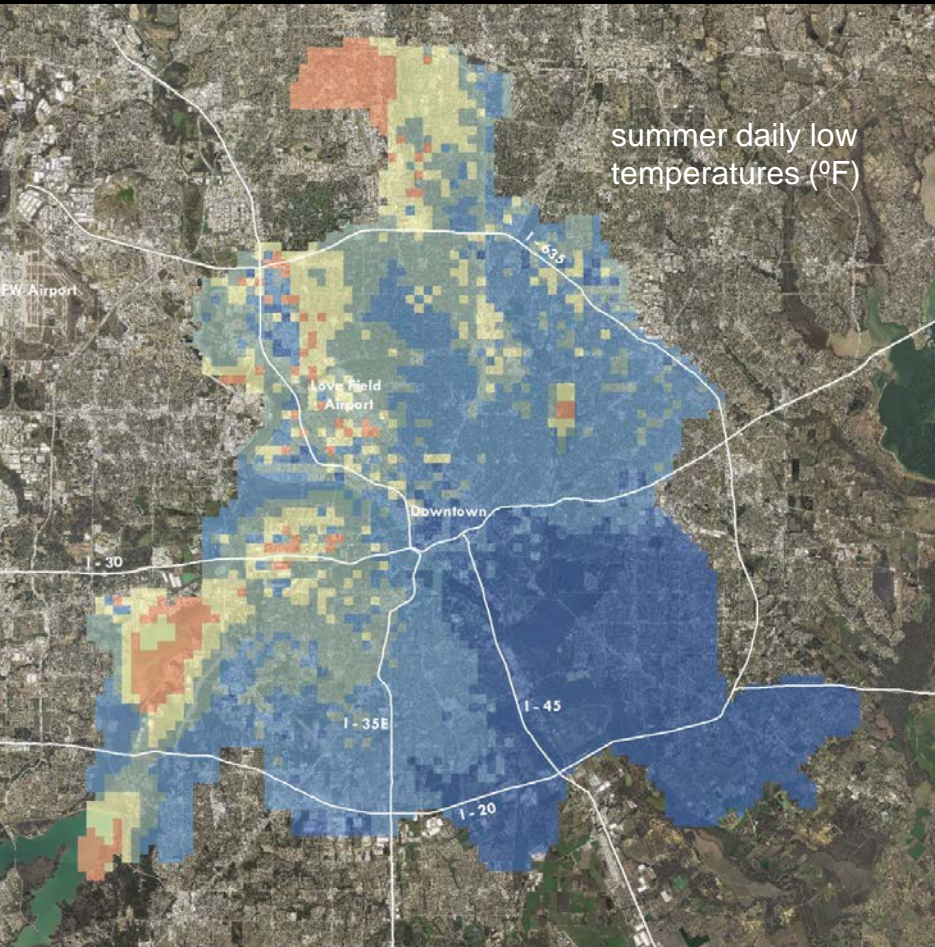 summer daily low
temperatures (ºF)
I - 635
FW Airport
Love Field
Airport
Downtown
I - 30
I - 35E
I - 45
I - 20